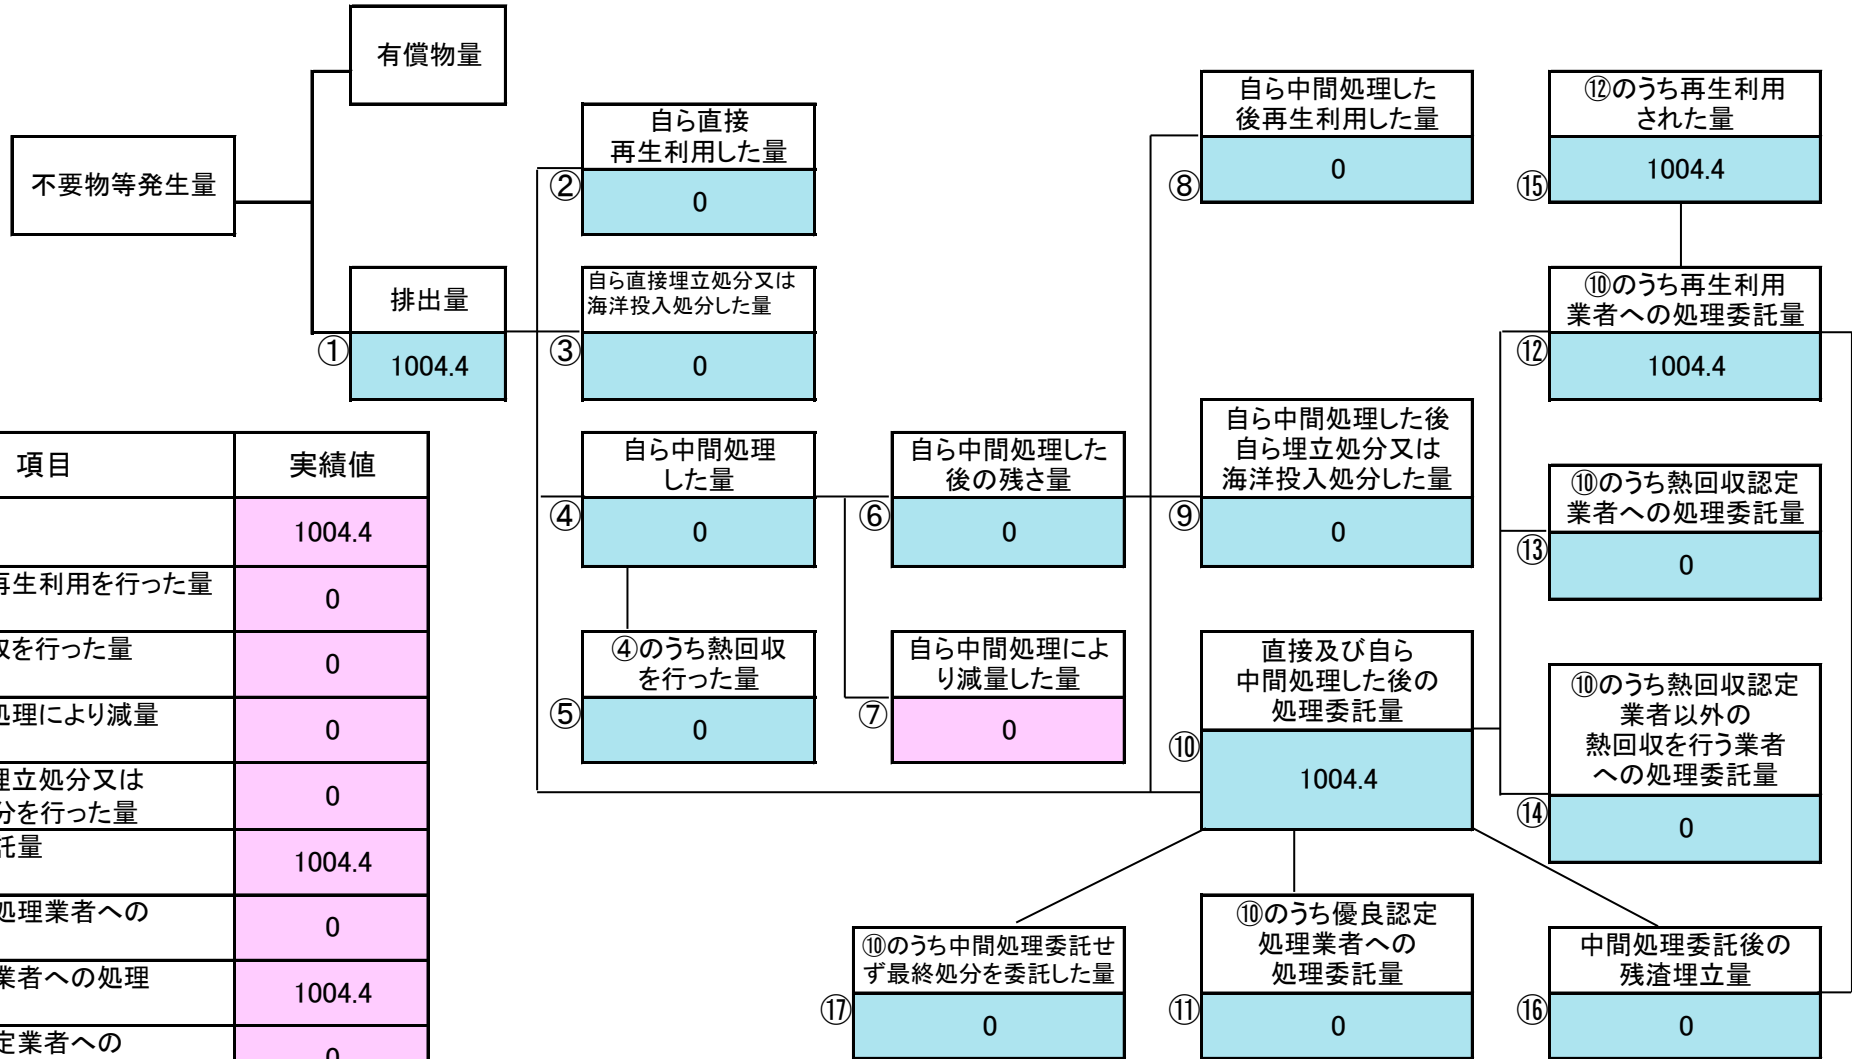 有償物量
不要物等発生量
排出量
①
1004.4
自ら直接
再生利用した量
②
0
自ら直接埋立処分又は
海洋投入処分した量
③
0
自ら中間処理
した量
④
0
④のうち熱回収
を行った量
⑤
0
自ら中間処理した
後の残さ量
⑥
0
自ら中間処理によ
り減量した量
⑦
0
自ら中間処理した
後再生利用した量
⑧
0
自ら中間処理した後
自ら埋立処分又は
海洋投入処分した量
⑨
0
直接及び自ら
中間処理した後の
処理委託量
⑩
1004.4
⑫のうち再生利用
された量
⑮
1004.4
⑩のうち再生利用
業者への処理委託量
⑫
1004.4
⑩のうち熱回収認定
業者への処理委託量
⑬
0
⑩のうち熱回収認定
業者以外の
熱回収を行う業者
への処理委託量
⑭
0
⑩のうち中間処理委託せ
ず最終処分を委託した量
⑰
0
⑩のうち優良認定
処理業者への
処理委託量
⑪
0
中間処理委託後の
残渣埋立量
⑯
0
項目 実績値
1004.4
再生利用を行った量 0
を行った量 0
処理により減量 0
埋立処分又は
分を行った量 0
託量 1004.4
処理業者への 0
業者への処理 1004.4
定業者への 0